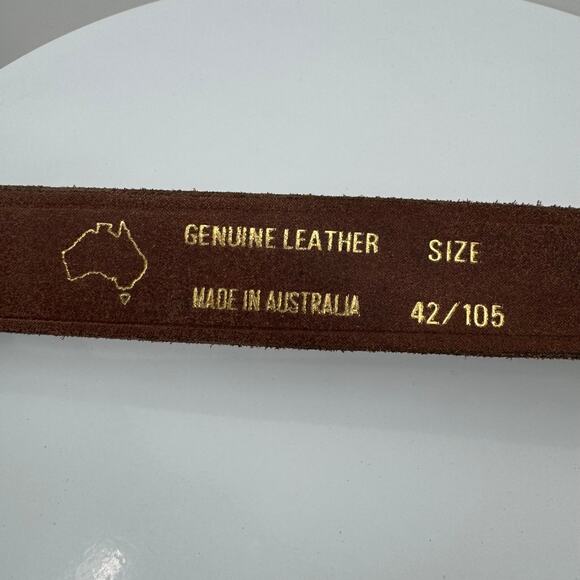 GENUINE LEATHER
MADE IN AUSTRALIA
SIZE
42/105